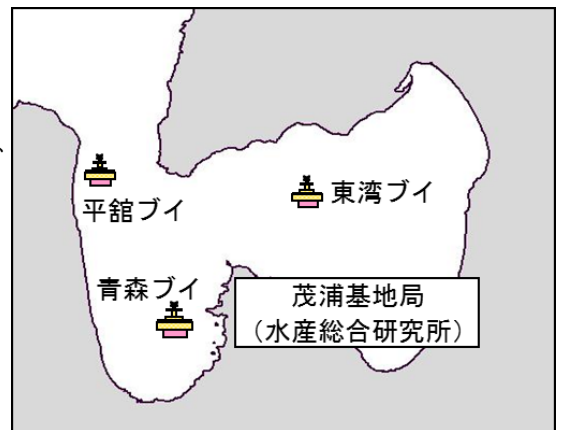 平舘ブイ
東湾ブイ
青森ブイ
茂浦基地局
（水産総合研究所）